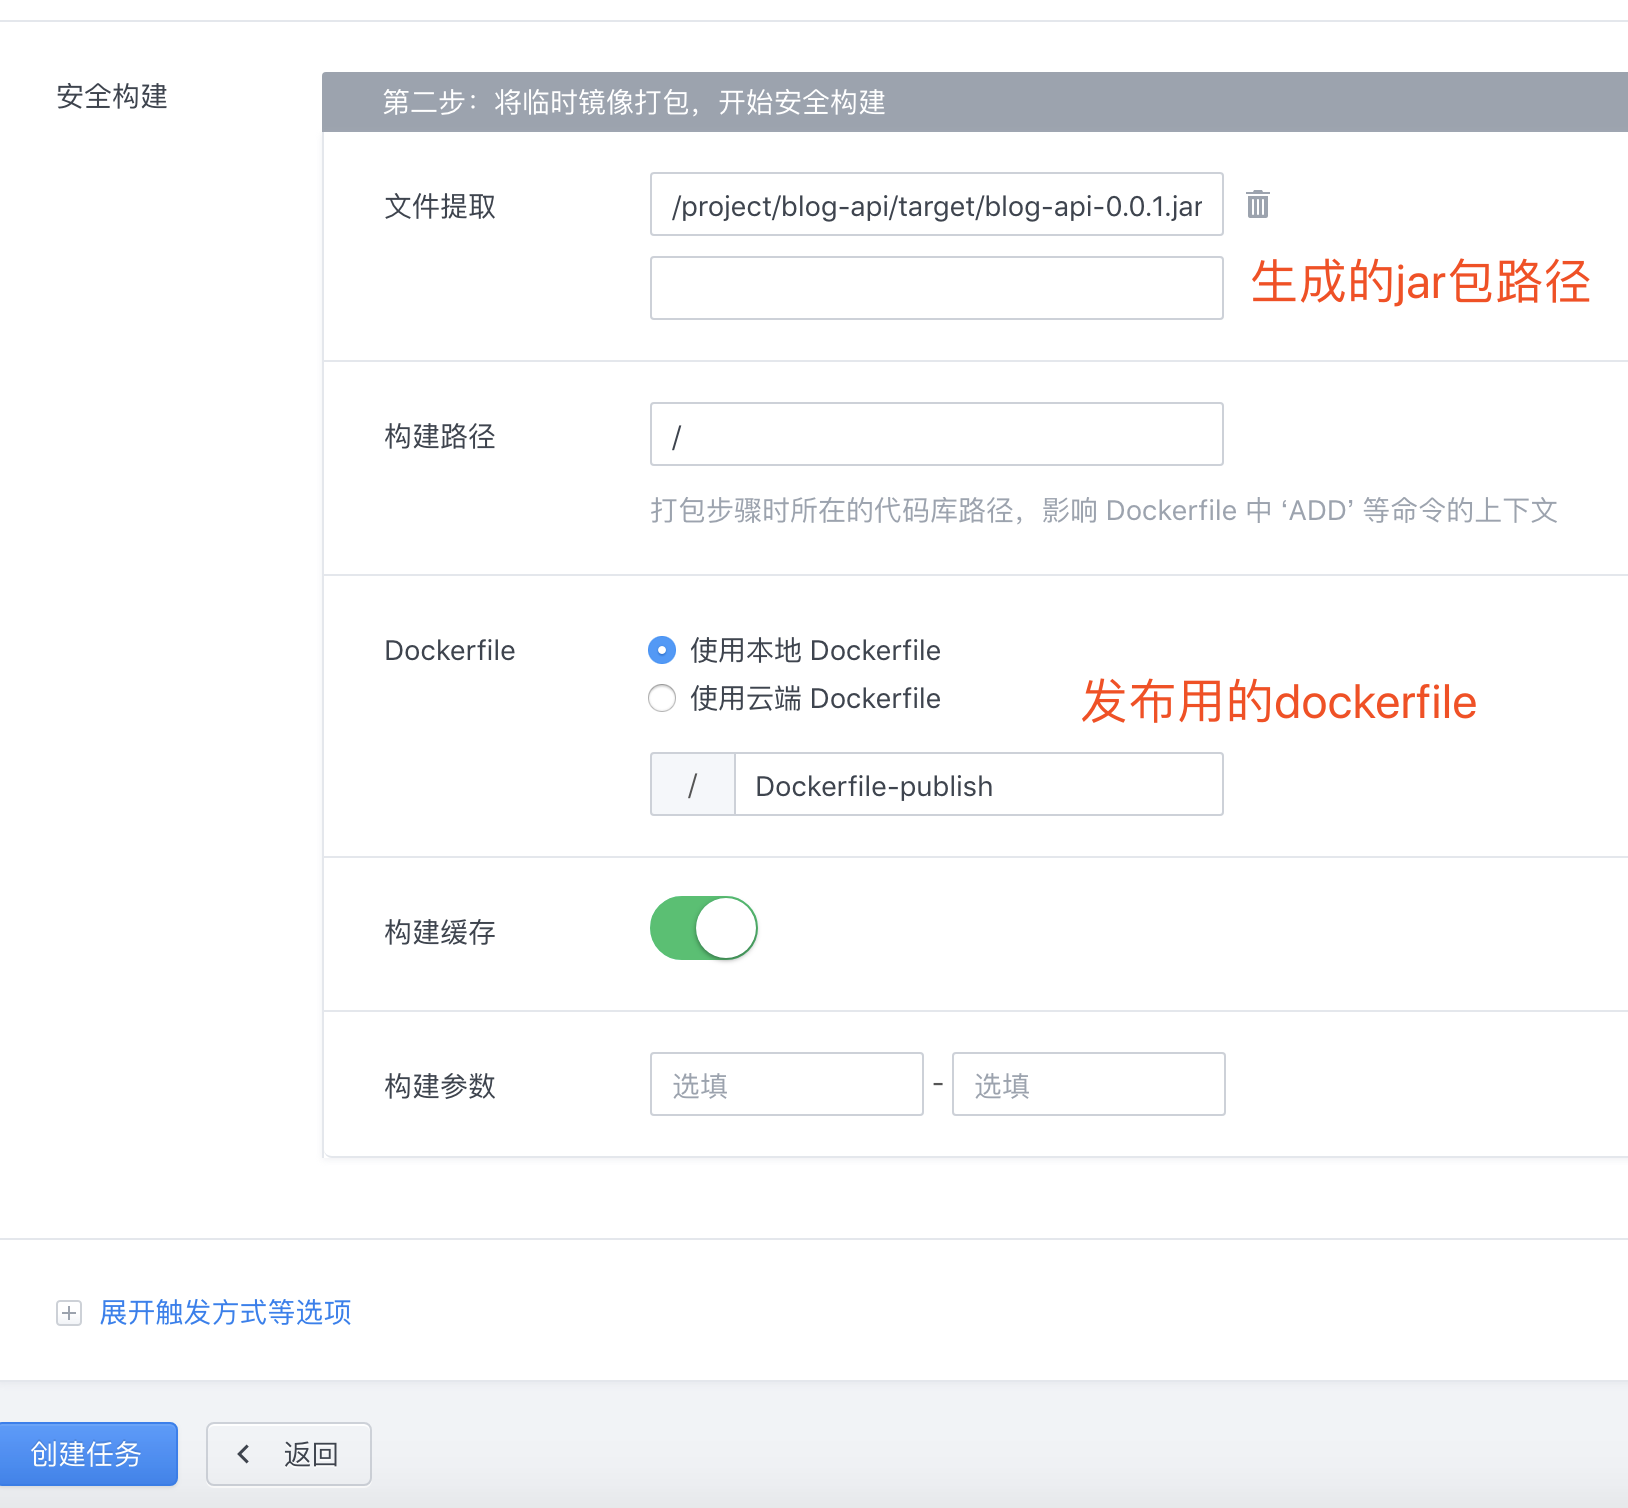 安全构建
第二步：将临时镜像打包，开始安全构建
文件提取
/project/blog-api/target/blog-api-0.0.1.jar
生成的jar包路径
构建路径
/
打包步骤时所在的代码库路径，影响 Dockerfile 中 ‘ADD’ 等命令的上下文
Dockerfile
使用本地 Dockerfile
使用云端 Dockerfile
发布用的dockerfile
/ Dockerfile-publish
构建缓存
构建参数
选填 - 选填
展开触发方式等选项
创建任务
返回